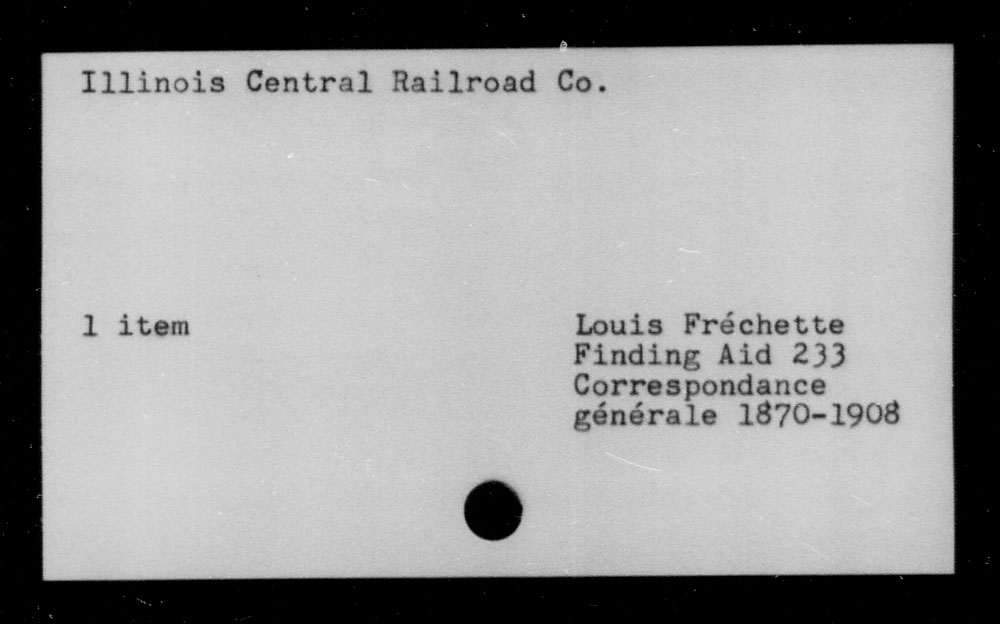 Illinois Central Railroad Co.
1 item
Louis Fréchette
Finding Aid 233
Correspondance
générale 1870-1908